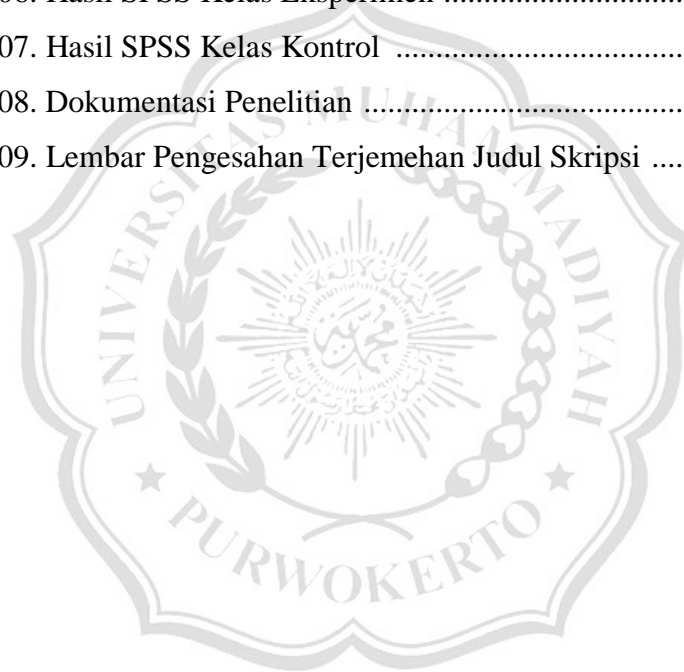 06. Hasil SPSS Kelas Eksperimen ...............................
07. Hasil SPSS Kelas Kontrol ....................................
08. Dokumentasi Penelitian ........................................
09. Lembar Pengesahan Terjemehan Judul Skripsi ....
UNIVERSITAS MUHAMMADIYAH
PURWOKERTO